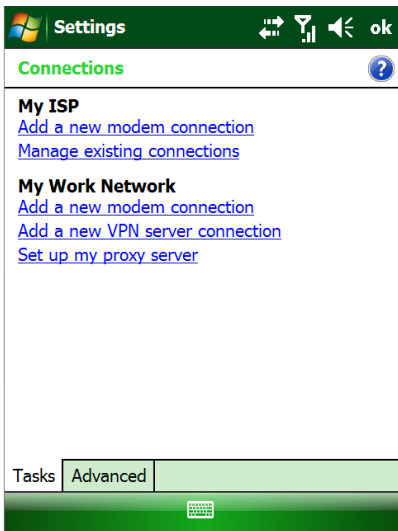 Settings ok
Connections ?
My ISP
Add a new modem connection
Manage existing connections
My Work Network
Add a new modem connection
Add a new VPN server connection
Set up my proxy server
Tasks Advanced